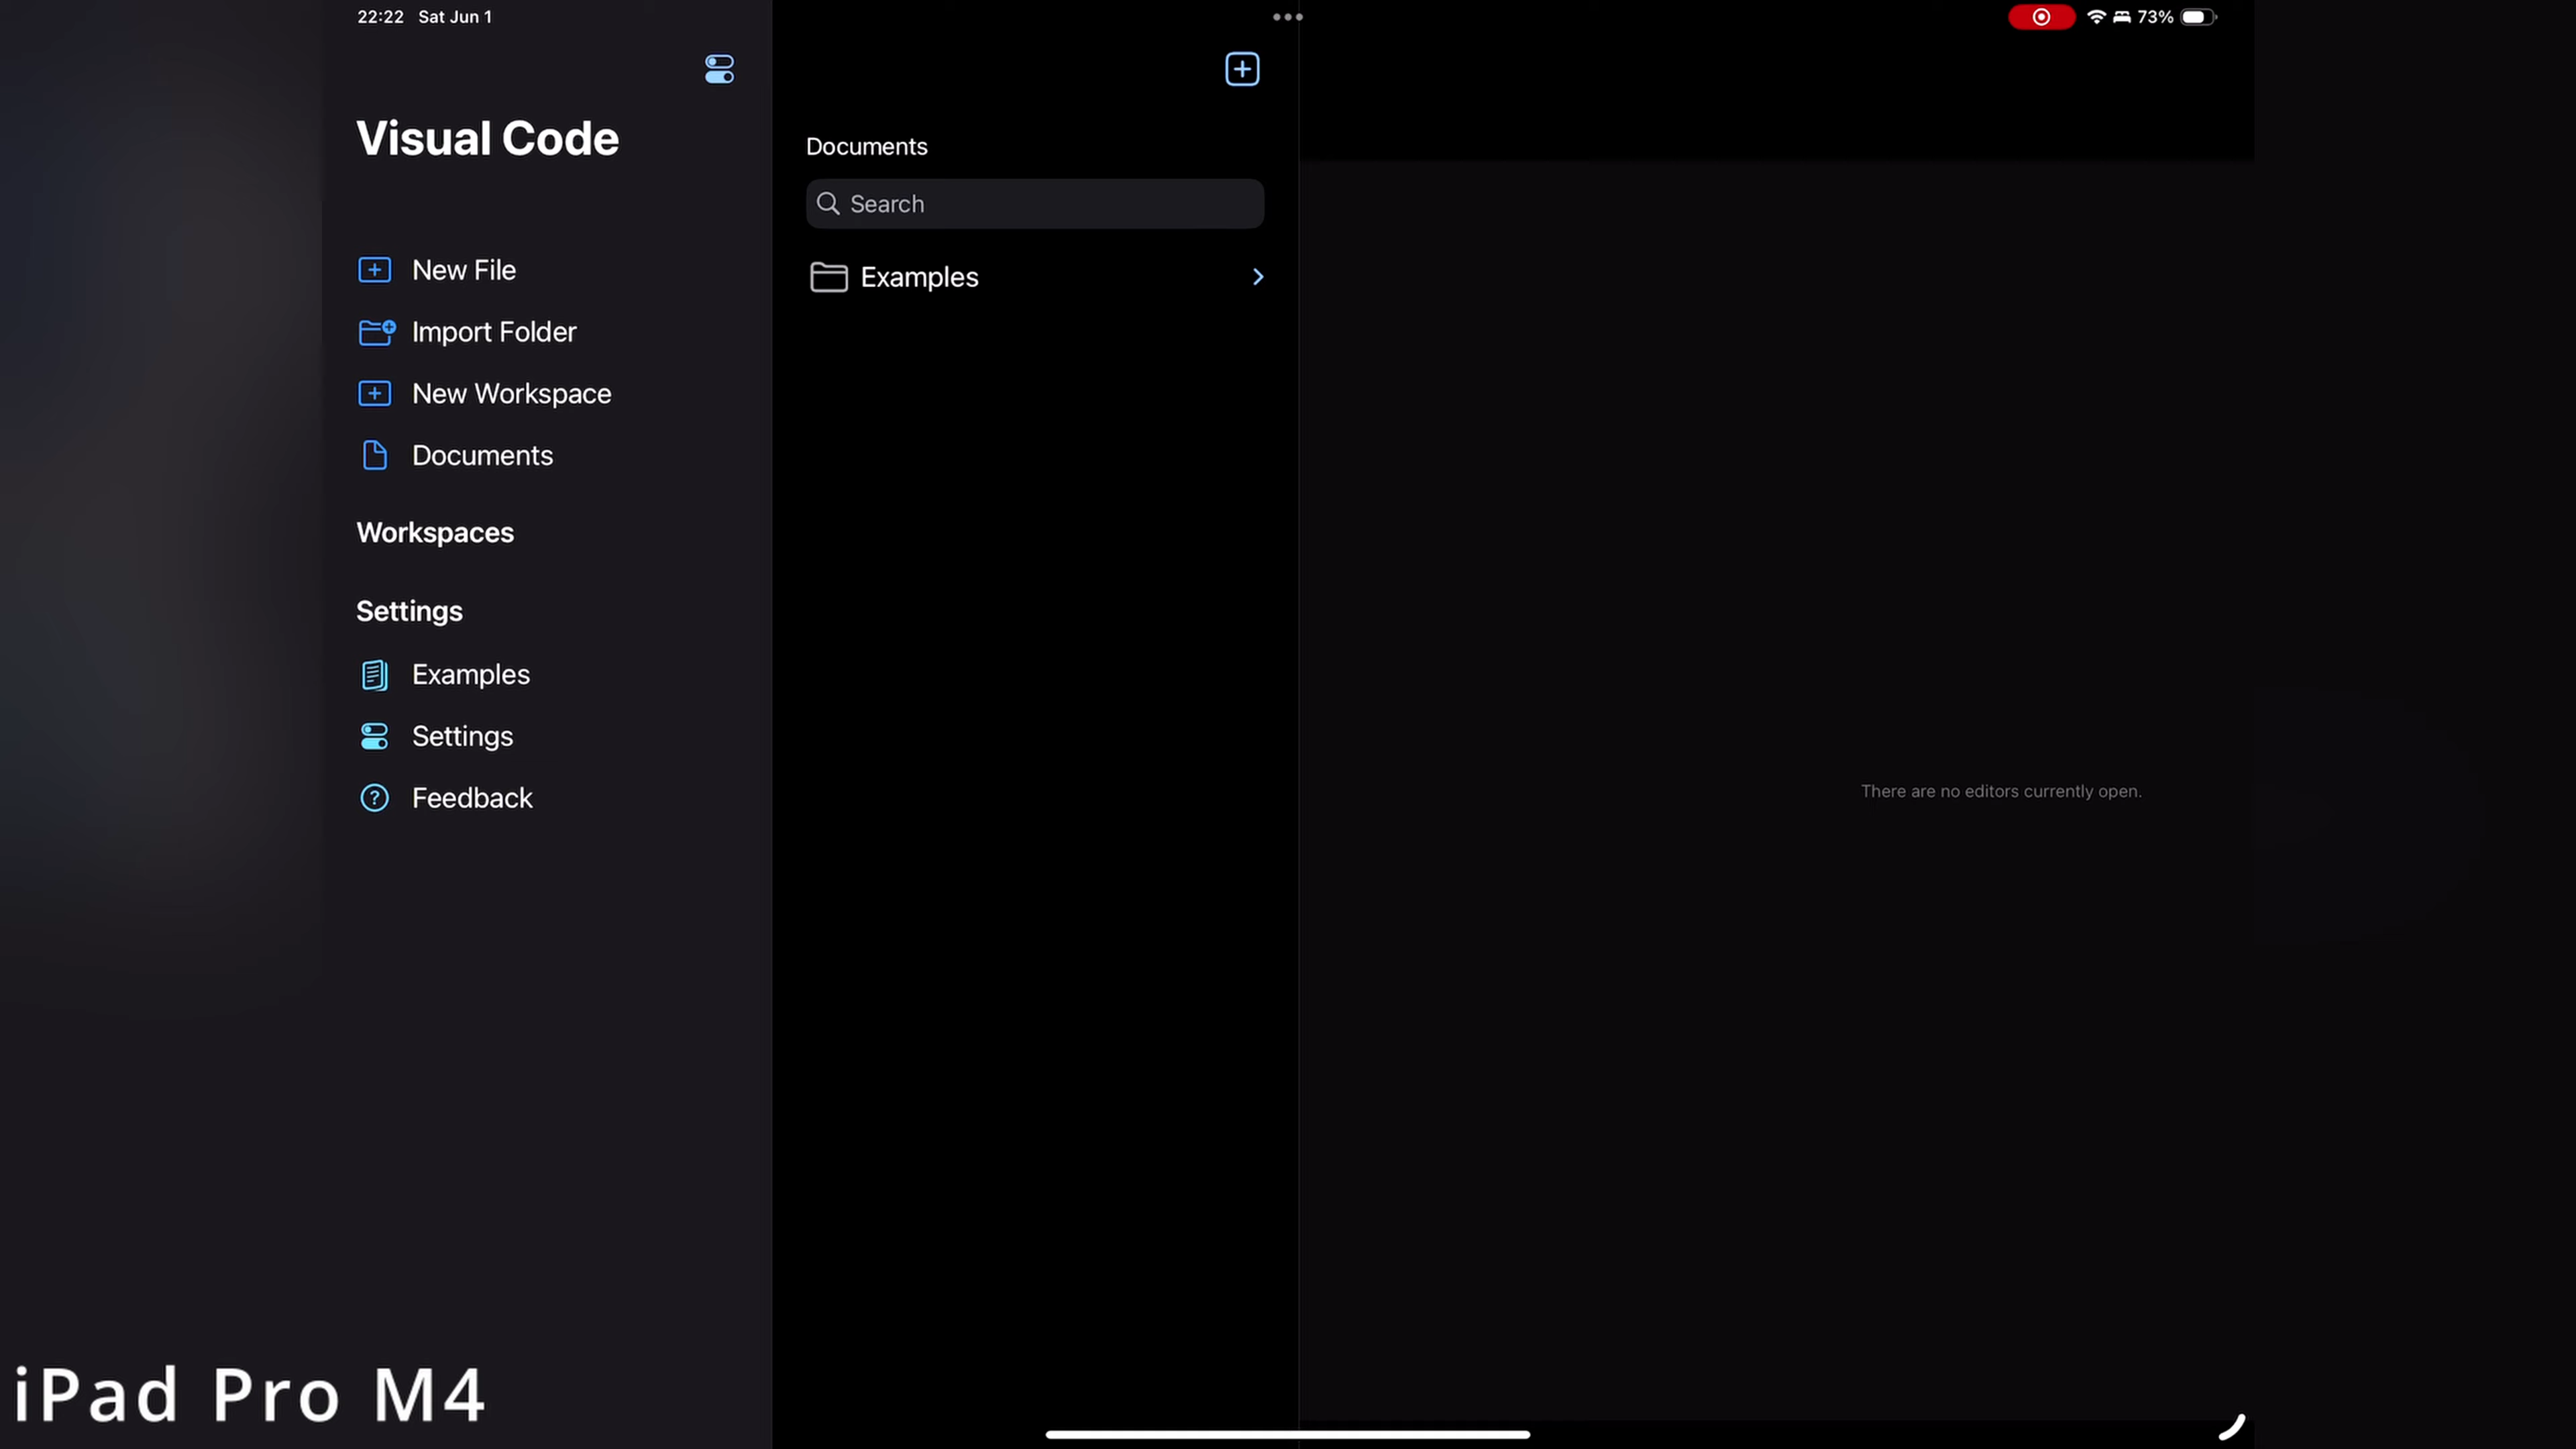 22:22 Sat Jun 1
73%
Visual Code
New File
Import Folder
New Workspace
Documents
Workspaces
Settings
Examples
Settings
Feedback
Documents
Search
Examples
There are no editors currently open.
iPad Pro M4